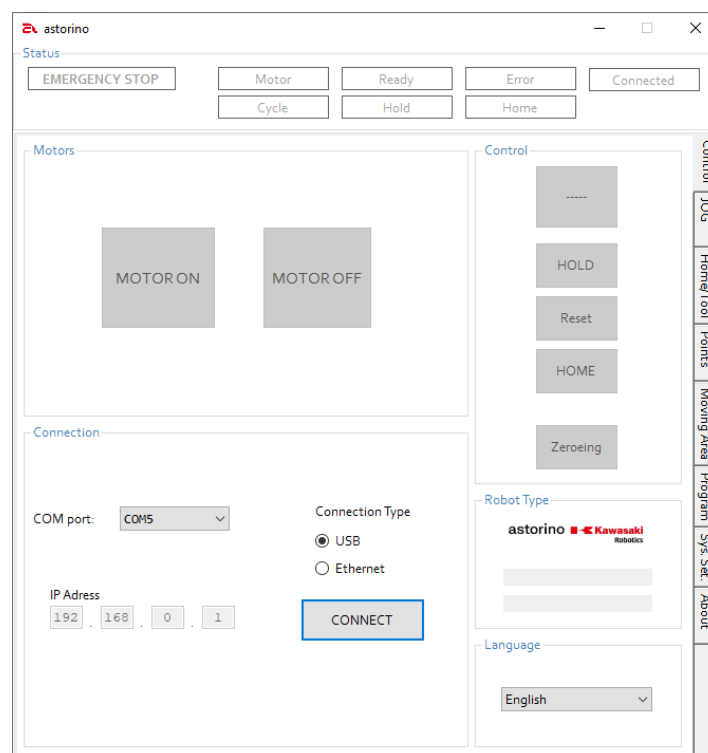 astorino
Status
EMERGENCY STOP
Motor
Ready
Error
Connected
Cycle
Hold
Home
Motors
MOTOR ON
MOTOR OFF
Control
-----
HOLD
Reset
HOME
Zeroeing
Connection
COM port:
COM5
Connection Type
USB
Ethernet
IP Adress
192 . 168 . 0 . 1
CONNECT
Robot Type
astorino Kawasaki
Robotics
Language
English
Control
JOG
Home/Tool
Points
Moving Area
Program
Sys. Set.
About